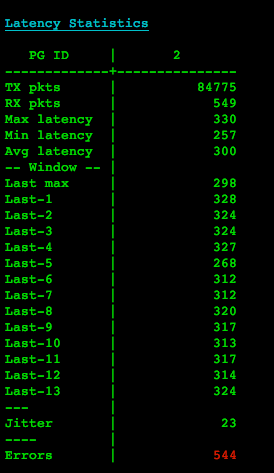 Latency Statistics
PG ID | 2
-------------+---------------
TX pkts | 84775
RX pkts | 549
Max latency | 330
Min latency | 257
Avg latency | 300
-- Window -- |
Last max | 298
Last-1 | 328
Last-2 | 324
Last-3 | 324
Last-4 | 327
Last-5 | 268
Last-6 | 312
Last-7 | 312
Last-8 | 320
Last-9 | 317
Last-10 | 313
Last-11 | 317
Last-12 | 314
Last-13 | 324
--- |
Jitter | 23
---- |
Errors | 544